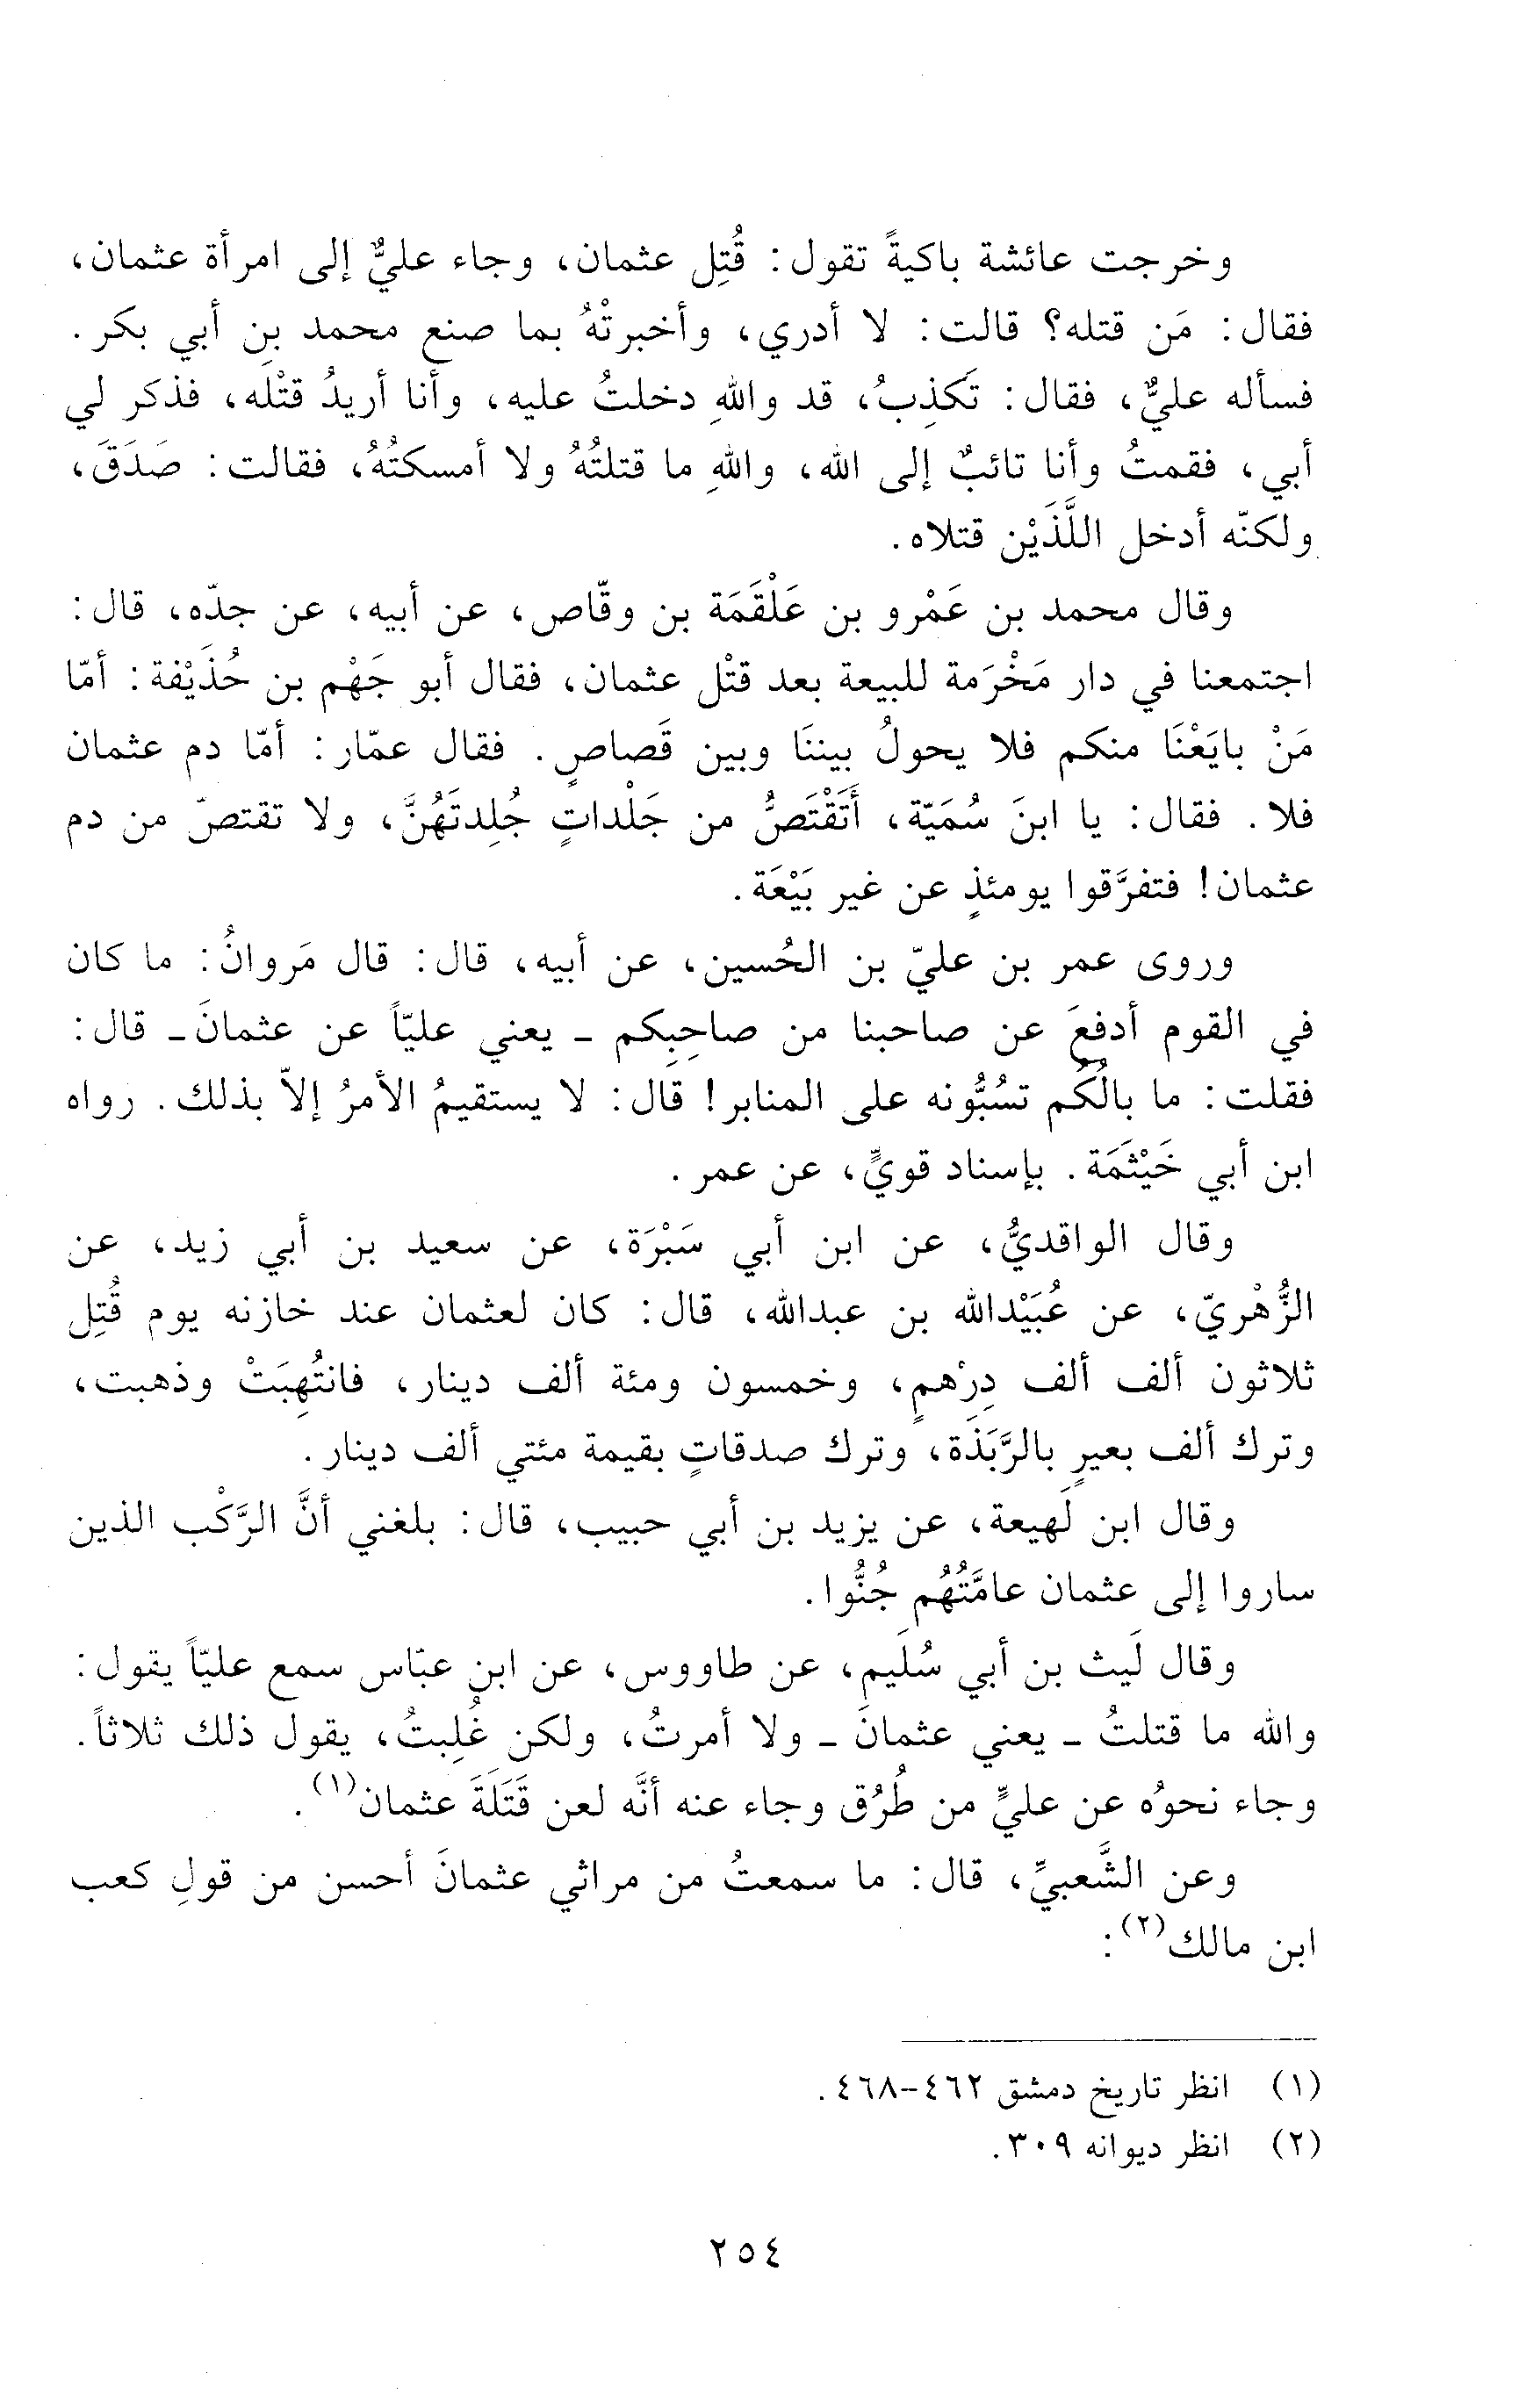 وخرجت عائشة باكيةً تقول: قُتِل عثمان، وجاء عليٌّ إلى امرأة عثمان،
فقال: مَن قتله؟ قالت: لا أدري، وأخبرتْهُ بما صنع محمد بن أبي بكر.
فسأله عليٌّ، فقال: تَكذِبُ، قد واللهِ دخلتُ عليه، وأنا أريدُ قتْلَه، فذكر لي
أبي، فقمتُ وأنا تائبٌ إلى الله، واللهِ ما قتلتُهُ ولا أمسكتُهُ، فقالت: صَدَقَ،
ولكنّه أدخل اللَّذَيْن قتلاه.
وقال محمد بن عَمْرو بن عَلْقَمَة بن وقّاص، عن أبيه، عن جدّه، قال:
اجتمعنا في دار مَخْرَمة للبيعة بعد قتْل عثمان، فقال أبو جَهْم بن حُذَيْفة: أمّا
مَنْ بايَعْنَا منكم فلا يحولُ بيننَا وبين قَصاصٍ. فقال عمّار: أمّا دم عثمان
فلا. فقال: يا ابنَ سُمَيّة، أَتَقْتَصُّ من جَلْداتٍ جُلِدتَهُنَّ، ولا تقتصّ من دم
عثمان! فتفرَّقوا يومئذٍ عن غير بَيْعَة.
وروى عمر بن عليّ بن الحُسين، عن أبيه، قال: قال مَروانُ: ما كان
في القوم أدفعَ عن صاحبنا من صاحِبِكم - يعني عليّاً عن عثمانَ- قال:
فقلت: ما بالُكُم تسُبُّونه على المنابر! قال: لا يستقيمُ الأمرُ إلاّ بذلك. رواه
ابن أبي خَيْثَمَة. بإسناد قويٍّ، عن عمر.
وقال الواقديُّ، عن ابن أبي سَبْرَة، عن سعيد بن أبي زيد، عن
الزُّهْريّ، عن عُبَيْدالله بن عبدالله، قال: كان لعثمان عند خازنه يوم قُتِل
ثلاثون ألف ألف دِرْهمٍ، وخمسون ومئة ألف دينار، فانتُهِبَتْ وذهبت،
وترك ألف بعيرٍ بالرَّبَذَة، وترك صدقاتٍ بقيمة مئتي ألف دينار.
وقال ابن لَهيعة، عن يزيد بن أبي حبيب، قال: بلغني أنَّ الرَّكْب الذين
ساروا إلى عثمان عامَّتُهُم جُنُّوا.
وقال لَيث بن أبي سُلَيم، عن طاووس، عن ابن عبّاس سمع عليّاً يقول:
والله ما قتلتُ - يعني عثمانَ - ولا أمرتُ، ولكن غُلِبتُ، يقول ذلك ثلاثاً.
وجاء نحوُه عن عليٍّ من طُرُق وجاء عنه أنَّه لعن قَتَلَةَ عثمان(١).
وعن الشَّعبيِّ، قال: ما سمعتُ من مراثي عثمانَ أحسن من قولِ كعب
ابن مالك(٢):
(١) انظر تاريخ دمشق ٤٦٢-٤٦٨.
(٢) انظر ديوانه ٣٠٩.
٢٥٤